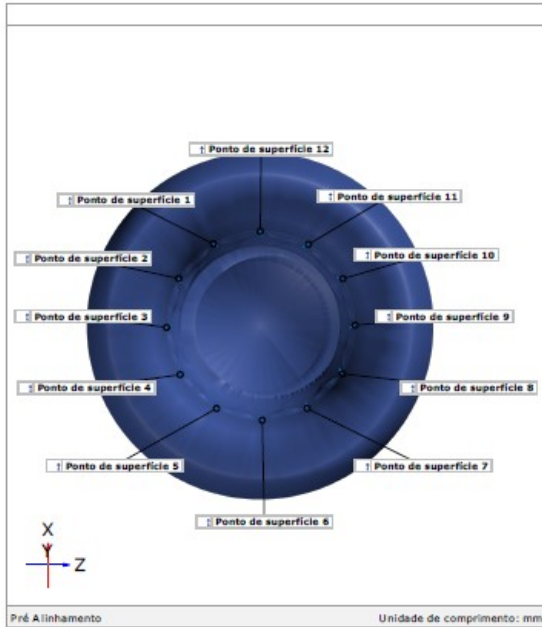 Ponto de superfície 12
Ponto de superfície 1
Ponto de superfície 11
Ponto de superfície 2
Ponto de superfície 10
Ponto de superfície 3
Ponto de superfície 9
Ponto de superfície 4
Ponto de superfície 8
Ponto de superfície 5
Ponto de superfície 7
Ponto de superfície 6
X
Y
Z
Pré Alinhamento
Unidade de comprimento: mm